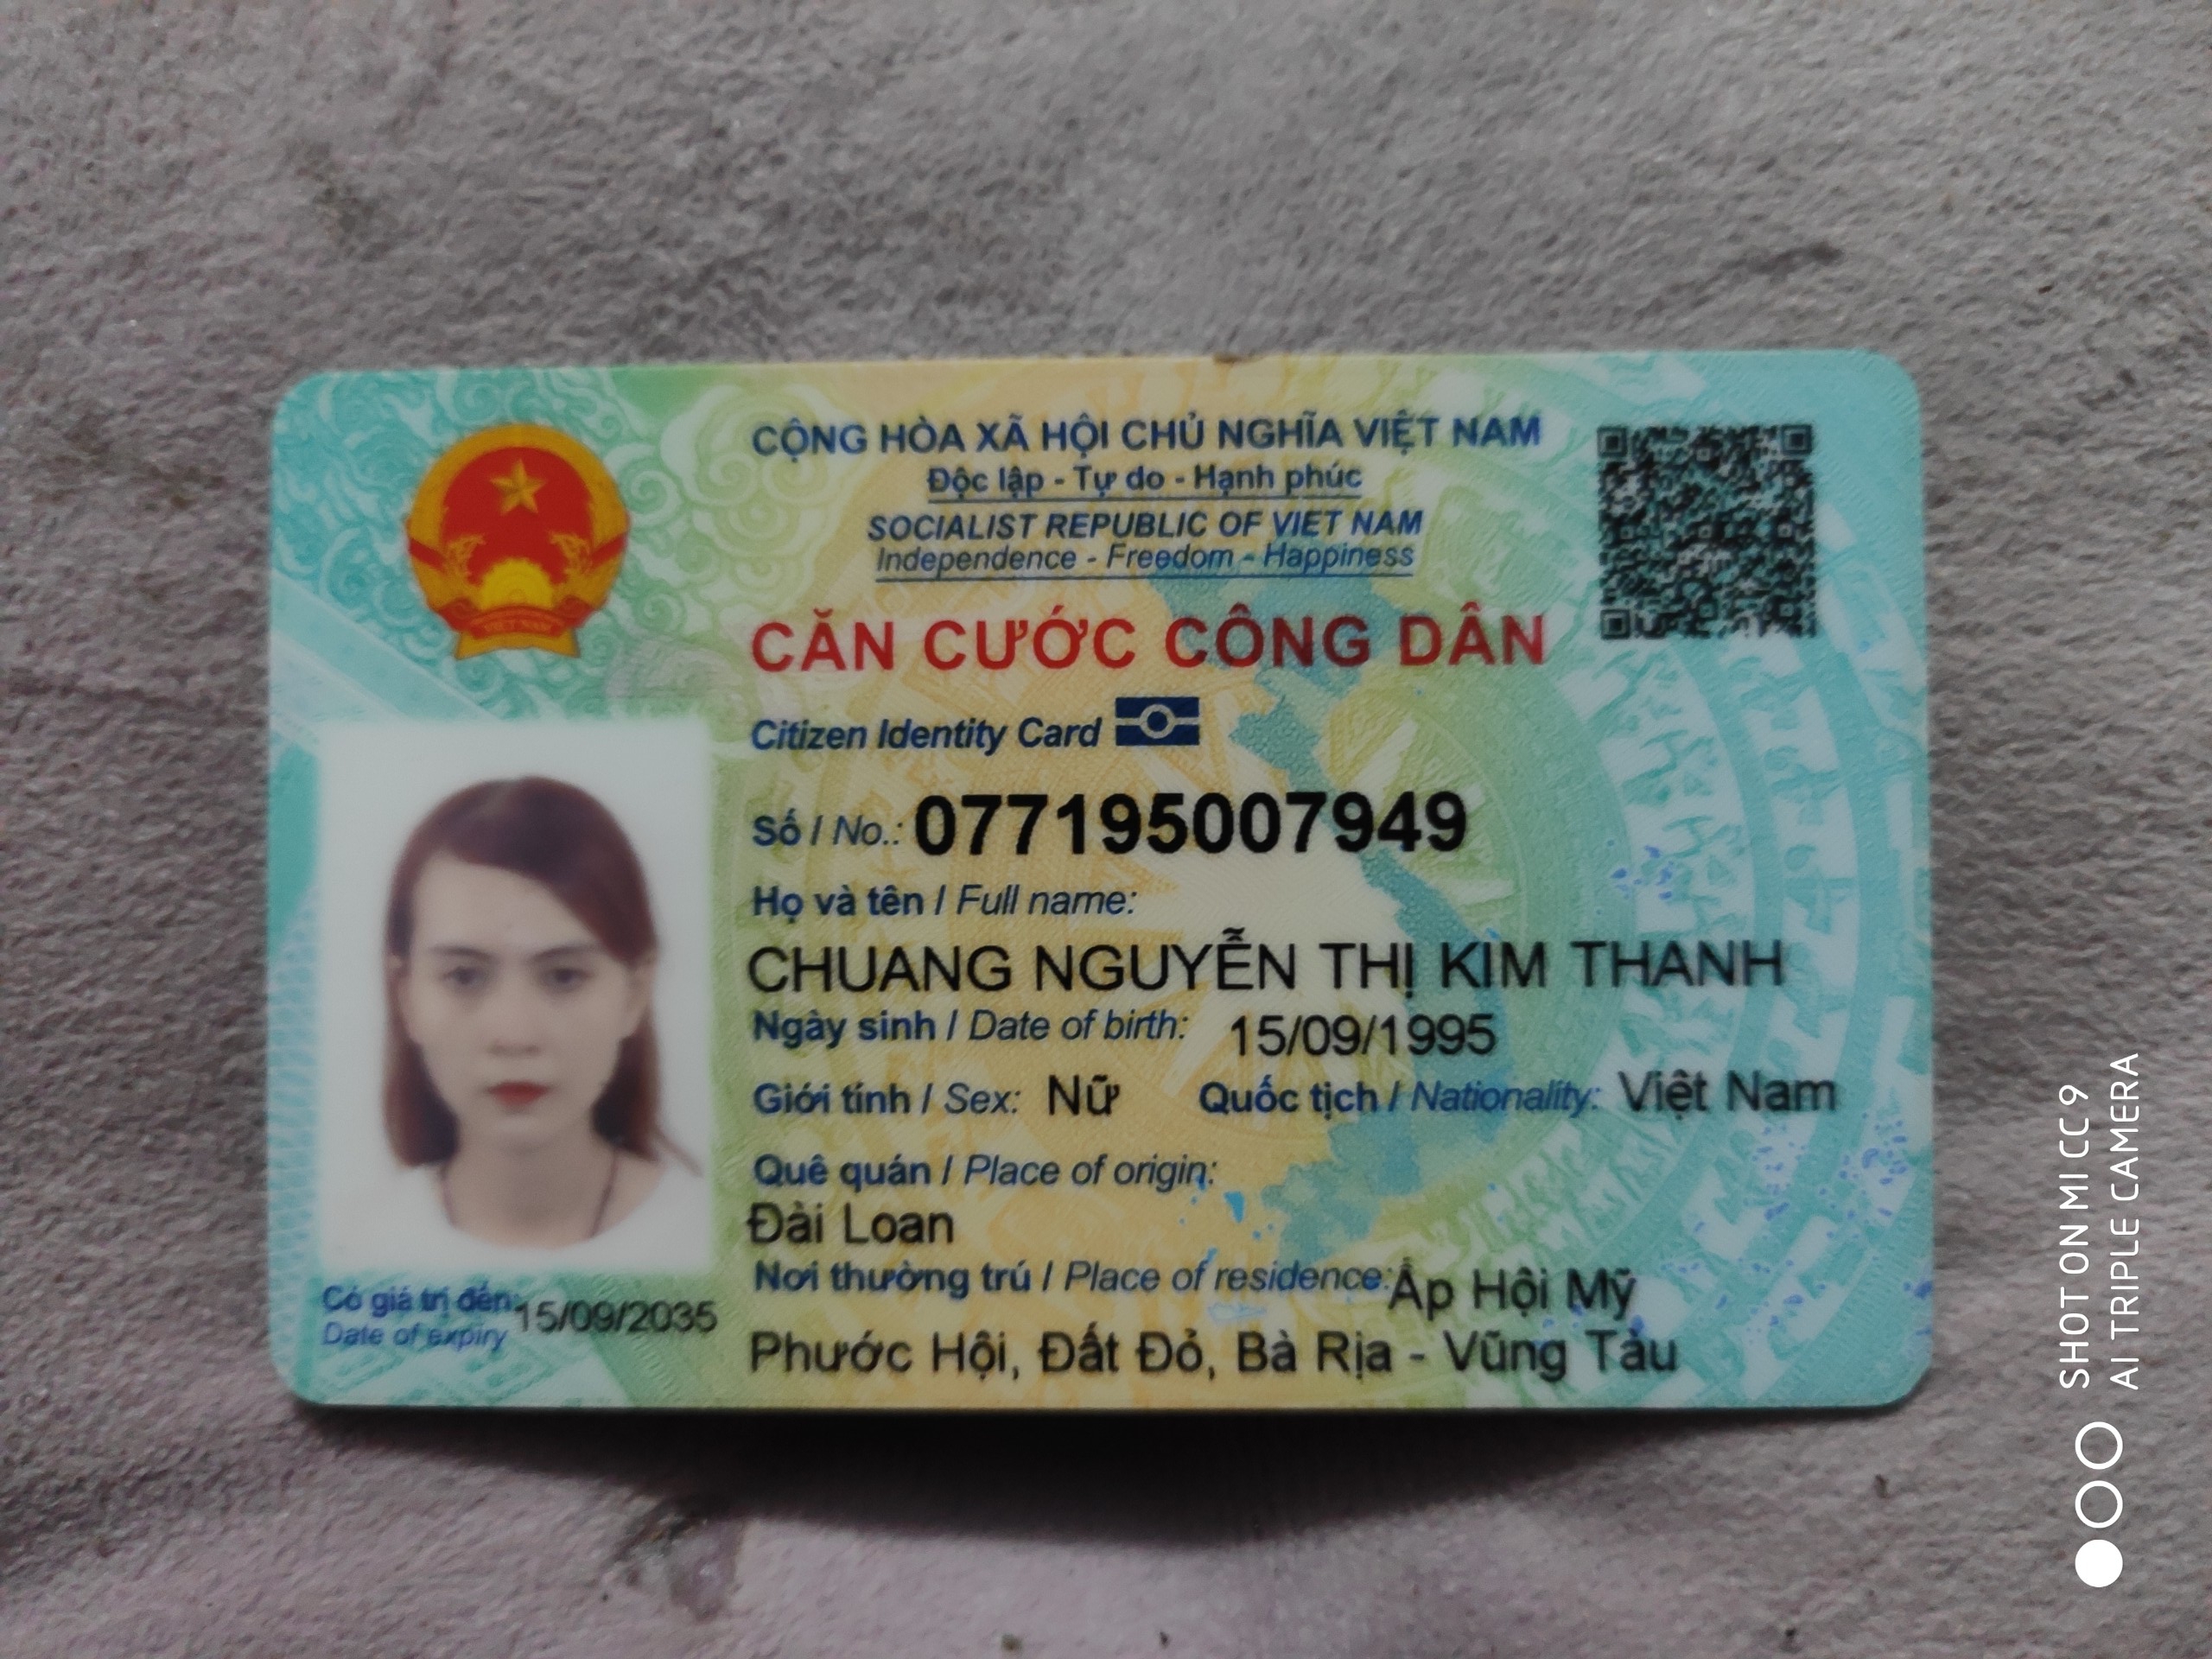 CỘNG HÒA XÃ HỘI CHỦ NGHĨA VIỆT NAM
Độc lập - Tự do - Hạnh phúc
SOCIALIST REPUBLIC OF VIET NAM
Independence - Freedom - Happiness
CĂN CƯỚC CÔNG DÂN
Citizen Identity Card
Số / No.: 077195007949
Họ và tên / Full name:
CHUANG NGUYỄN THỊ KIM THANH
Ngày sinh / Date of birth: 15/09/1995
Giới tính / Sex: Nữ Quốc tịch / Nationality: Việt Nam
Quê quán / Place of origin:
Đài Loan
Nơi thường trú / Place of residence: Ấp Hội Mỹ
Phước Hội, Đất Đỏ, Bà Rịa - Vũng Tàu
Có giá trị đến: 15/09/2035
Date of expiry
VIỆT NAM
SHOT ON MI CC 9
AI TRIPLE CAMERA